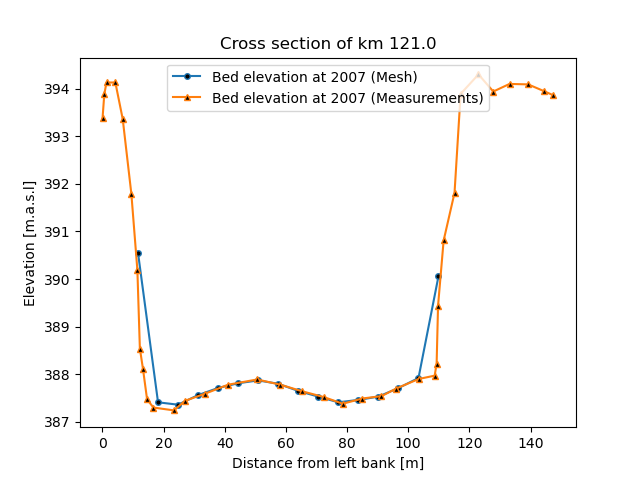 Cross section of km 121.0
Bed elevation at 2007 (Mesh)
Bed elevation at 2007 (Measurements)
Elevation [m.a.s.l]
394
393
392
391
390
389
388
387
0 20 40 60 80 100 120 140
Distance from left bank [m]